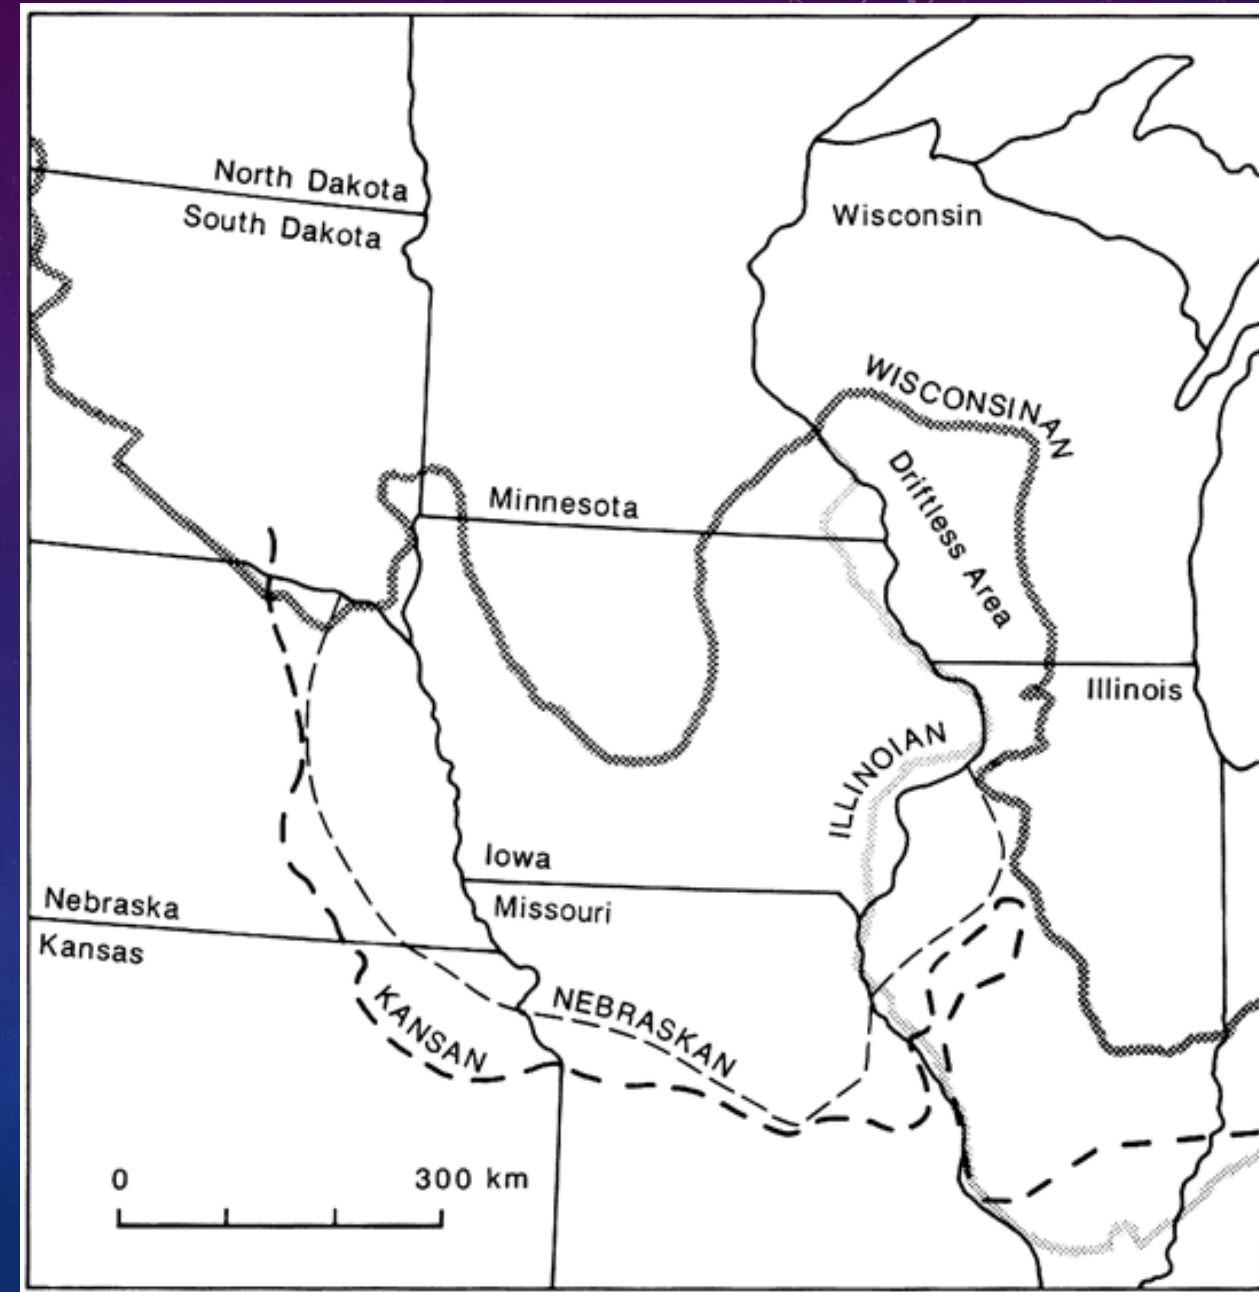 North Dakota
South Dakota
Wisconsin
WISCONSINAN
Driftless Area
Minnesota
Illinois
ILLINOIAN
Iowa
Missouri
Nebraska
Kansas
KANSAN
NEBRASKAN
0 300 km